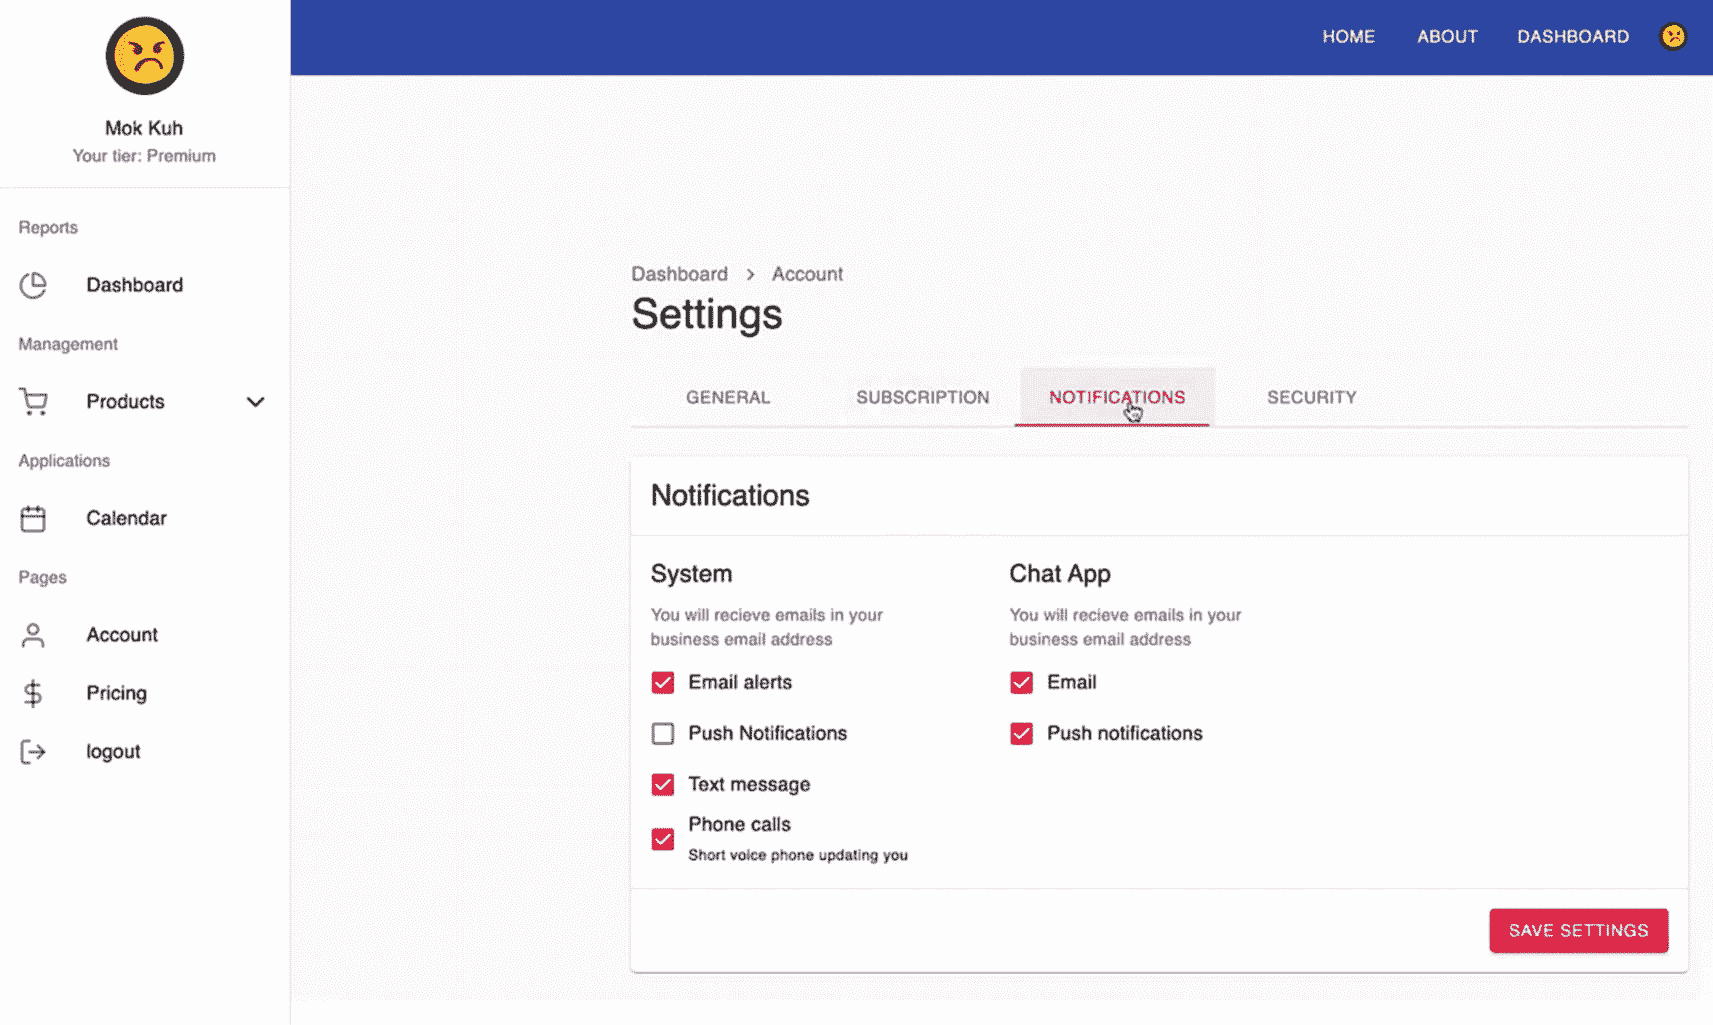 HOME ABOUT DASHBOARD
Mok Kuh
Your tier: Premium
Reports
Dashboard
Management
Products
Applications
Calendar
Pages
Account
Pricing
logout
Dashboard > Account
Settings
GENERAL SUBSCRIPTION NOTIFICATIONS SECURITY
Notifications
System
You will recieve emails in your
business email address
Email alerts
Push Notifications
Text message
Phone calls
Short voice phone updating you
Chat App
You will recieve emails in your
business email address
Email
Push notifications
SAVE SETTINGS